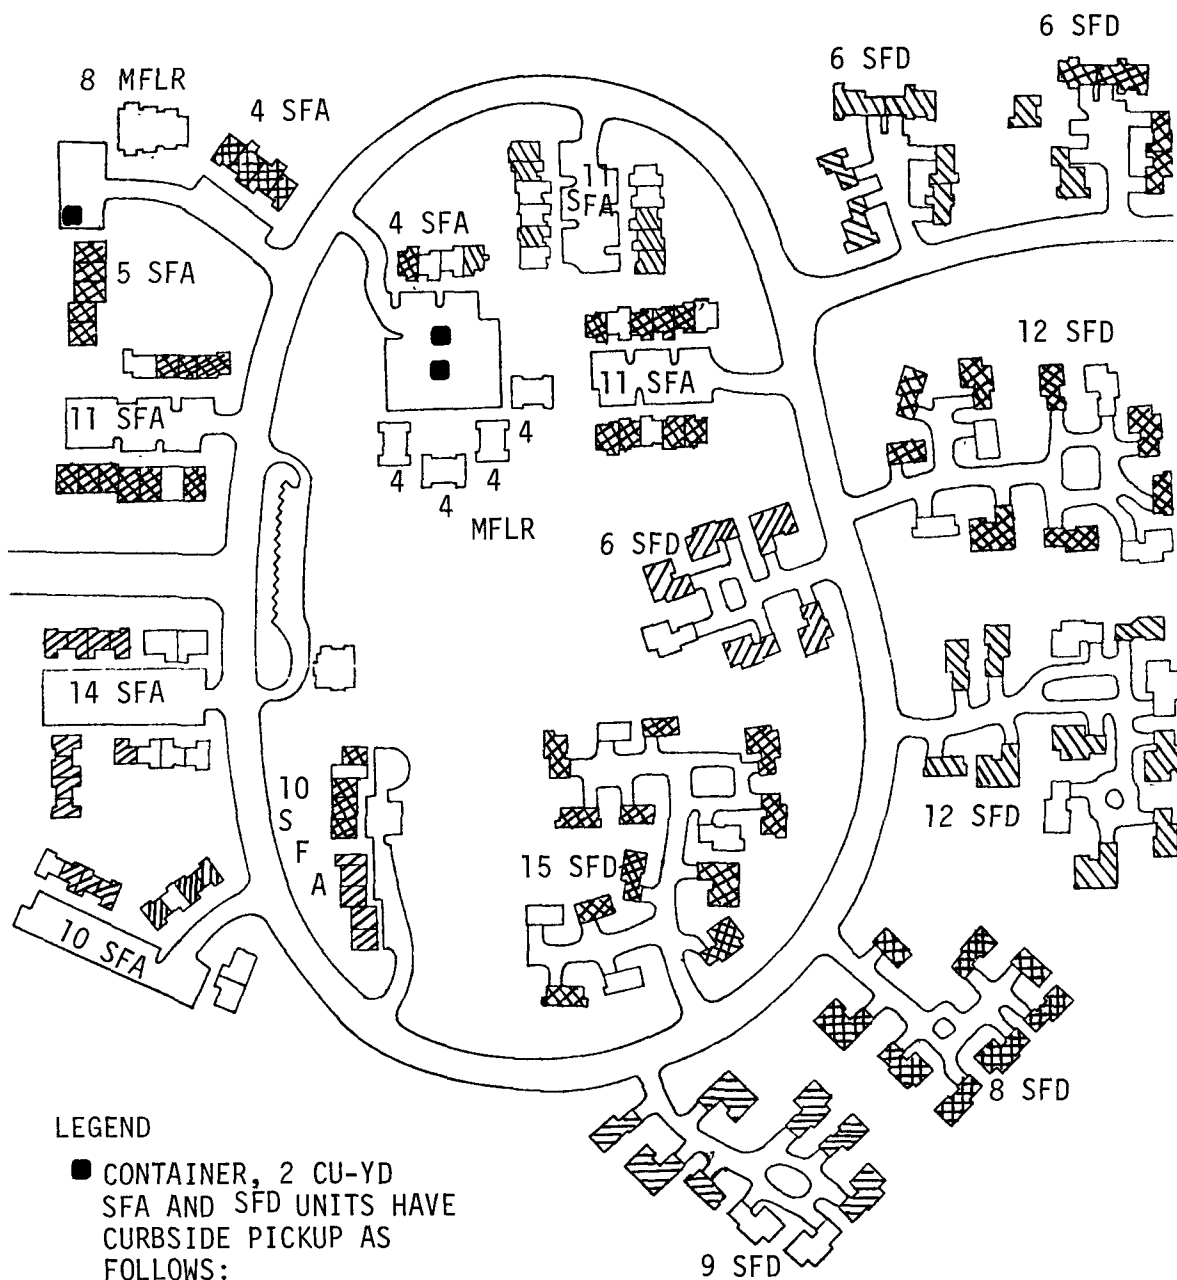 6 SFD
6 SFD
8 MFLR
4 SFA
11
SFA
4 SFA
5 SFA
12 SFD
11 SFA
11 SFA
4
4
4
4
MFLR
6 SFD
14 SFA
10
S
F
A
12 SFD
15 SFD
10 SFA
8 SFD
9 SFD
LEGEND
CONTAINER, 2 CU-YD
SFA AND SFD UNITS HAVE
CURBSIDE PICKUP AS
FOLLOWS: